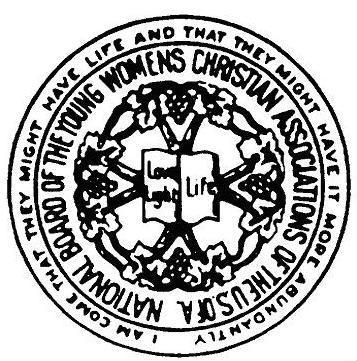 I AM COME THAT THEY MIGHT HAVE LIFE AND THAT THEY MIGHT HAVE IT MORE ABUNDANTLY
NATIONAL BOARD OF THE YOUNG WOMENS CHRISTIAN ASSOCIATIONS OF THE US OF A
Love
Light
Life